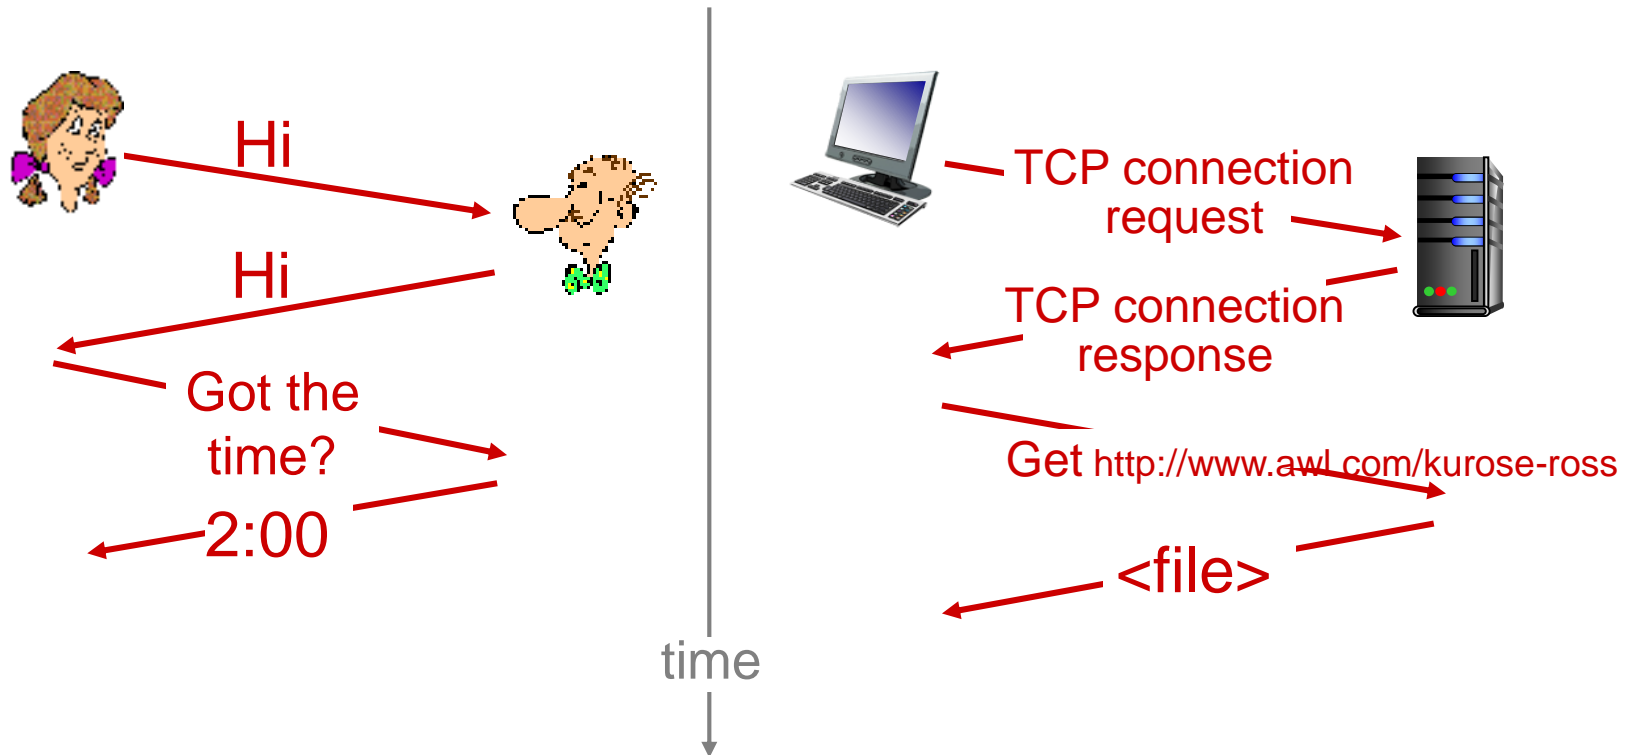 Hi
Hi
Got the
time?
2:00
time
TCP connection
request
TCP connection
response
Get http://www.awl.com/kurose-ross
<file>